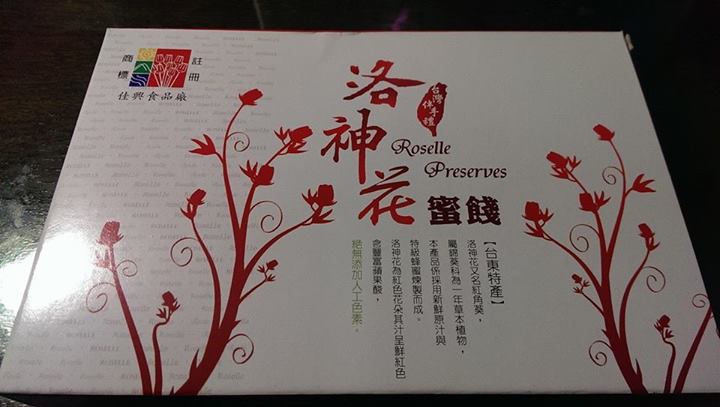 商標
註冊
佳興食品廠
洛神花
台灣
伴手禮
Roselle
Preserves
蜜餞
【台東特產】
洛神花又名紅角葵，
屬錦葵科為一年草本植物，
本產品係採用新鮮原汁與
特級蜂蜜煉製而成。
洛神花為紅色花朵其汁呈鮮紅色
含豐富蘋果酸，
絕無添加人工色素。
Roselle